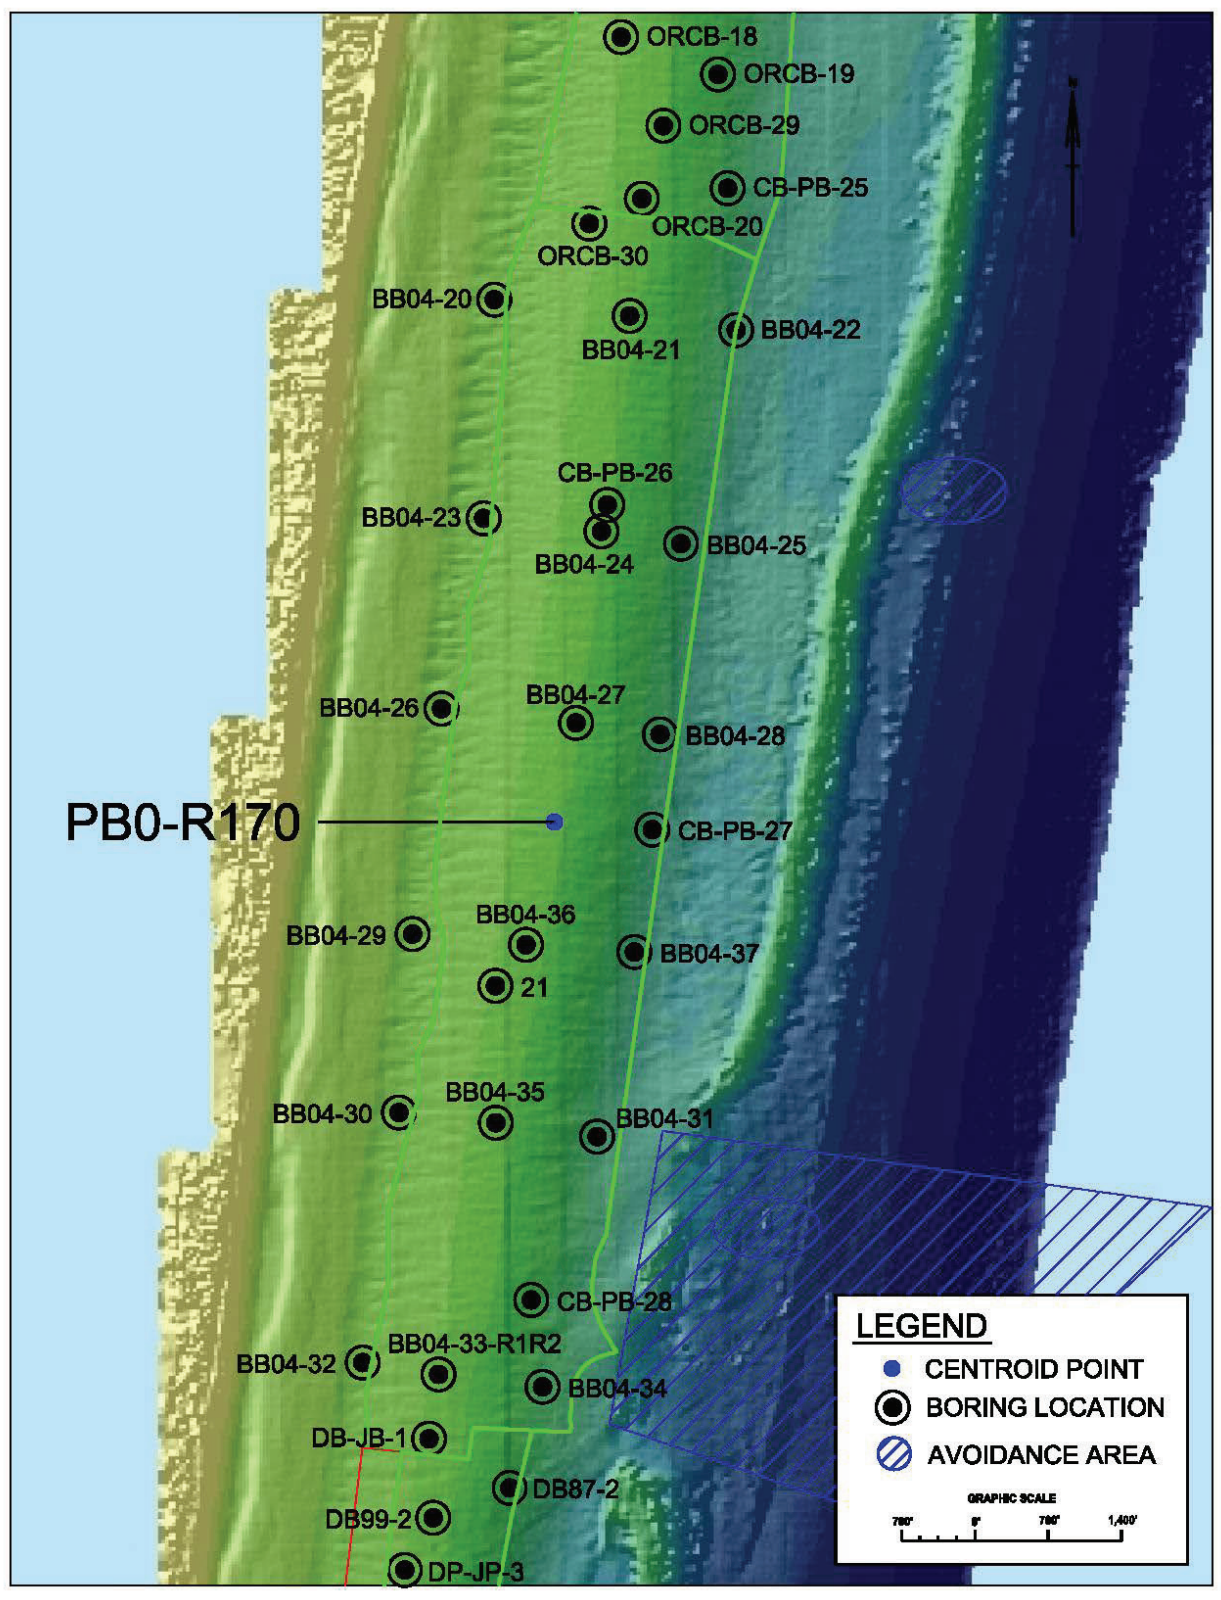 ORCB-18
ORCB-19
N
ORCB-29
CB-PB-25
ORCB-20
ORCB-30
BB04-20
BB04-21
BB04-22
CB-PB-26
BB04-23
BB04-24
BB04-25
BB04-27
BB04-26
BB04-28
PB0-R170
CB-PB-27
BB04-36
BB04-29
BB04-37
21
BB04-35
BB04-30
BB04-31
CB-PB-28
BB04-33-R1R2
BB04-32
BB04-34
DB-JB-1
DB87-2
DB99-2
DP-JP-3
LEGEND
CENTROID POINT
BORING LOCATION
AVOIDANCE AREA
GRAPHIC SCALE
0' 1,400'